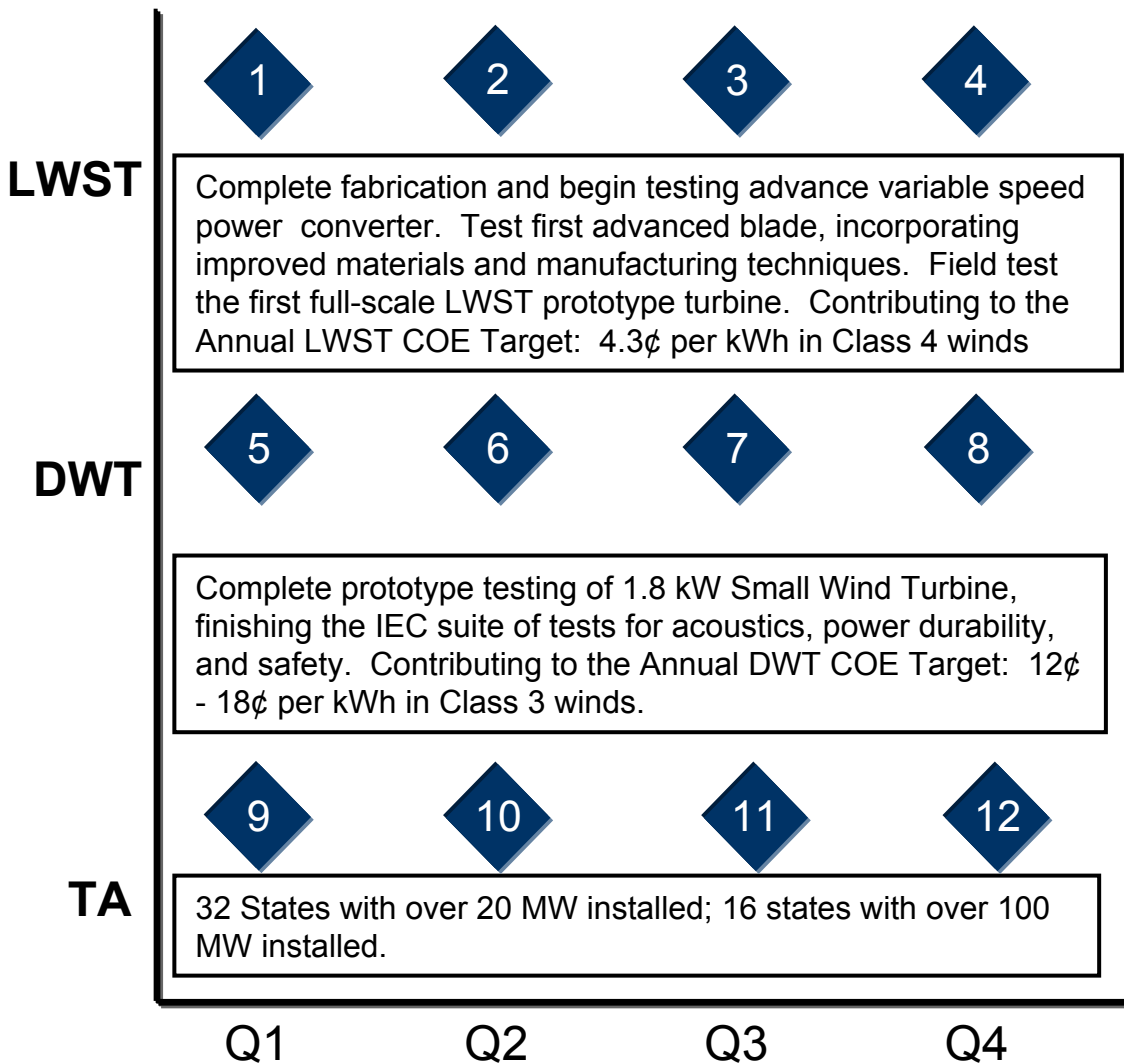 1 2 3 4
LWST
Complete fabrication and begin testing advance variable speed
power converter. Test first advanced blade, incorporating
improved materials and manufacturing techniques. Field test
the first full-scale LWST prototype turbine. Contributing to the
Annual LWST COE Target: 4.3¢ per kWh in Class 4 winds
5 6 7 8
DWT
Complete prototype testing of 1.8 kW Small Wind Turbine,
finishing the IEC suite of tests for acoustics, power durability,
and safety. Contributing to the Annual DWT COE Target: 12¢
- 18¢ per kWh in Class 3 winds.
9 10 11 12
TA
32 States with over 20 MW installed; 16 states with over 100
MW installed.
Q1 Q2 Q3 Q4